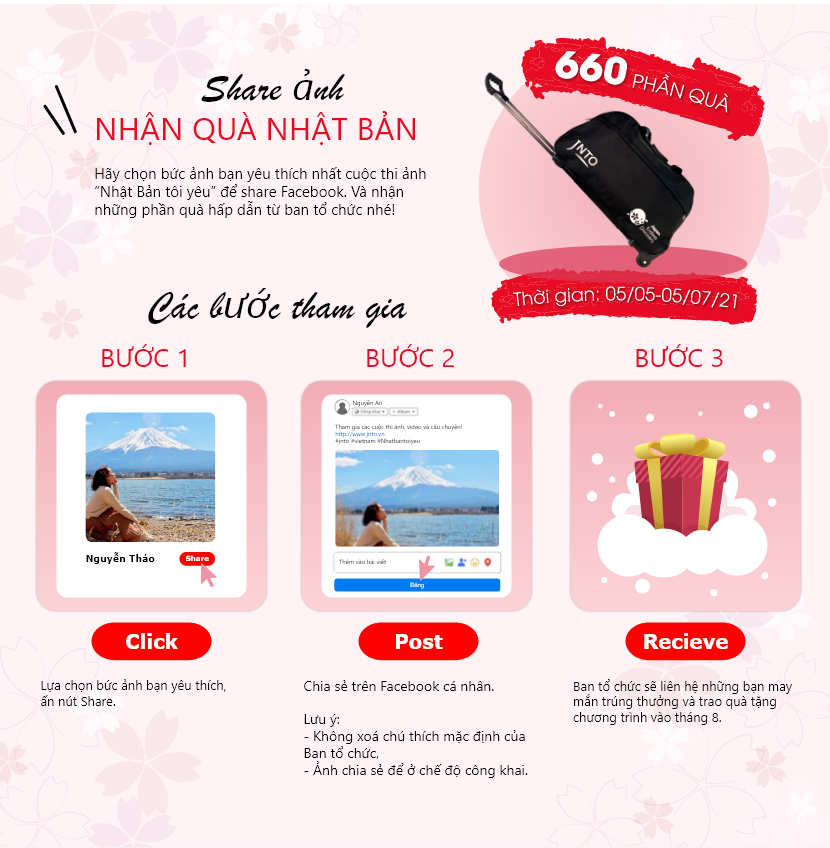 Share ảnh
NHẬN QUÀ NHẬT BẢN
Hãy chọn bức ảnh bạn yêu thích nhất cuộc thi ảnh
“Nhật Bản tôi yêu” để share Facebook. Và nhận
những phần quà hấp dẫn từ ban tổ chức nhé!
660 PHẦN QUÀ
JNTO
Japan
Endless
Discovery.
Thời gian: 05/05-05/07/21
Các bước tham gia
BƯỚC 1
Nguyễn Thảo
Share
Click
Lựa chọn bức ảnh bạn yêu thích,
ấn nút Share.
BƯỚC 2
Nguyễn An
Công khai
+ Album
Tham gia các cuộc thi ảnh, video và câu chuyện!
http://www.jnto.vn
#jnto #vietnam #Nhatbantoiyeu
Thêm vào bài viết
Đăng
Post
Chia sẻ trên Facebook cá nhân.
Lưu ý:
- Không xoá chú thích mặc định của
Ban tổ chức,
- Ảnh chia sẻ để ở chế độ công khai.
BƯỚC 3
Recieve
Ban tổ chức sẽ liên hệ những bạn may
mắn trúng thưởng và trao quà tặng
chương trình vào tháng 8.